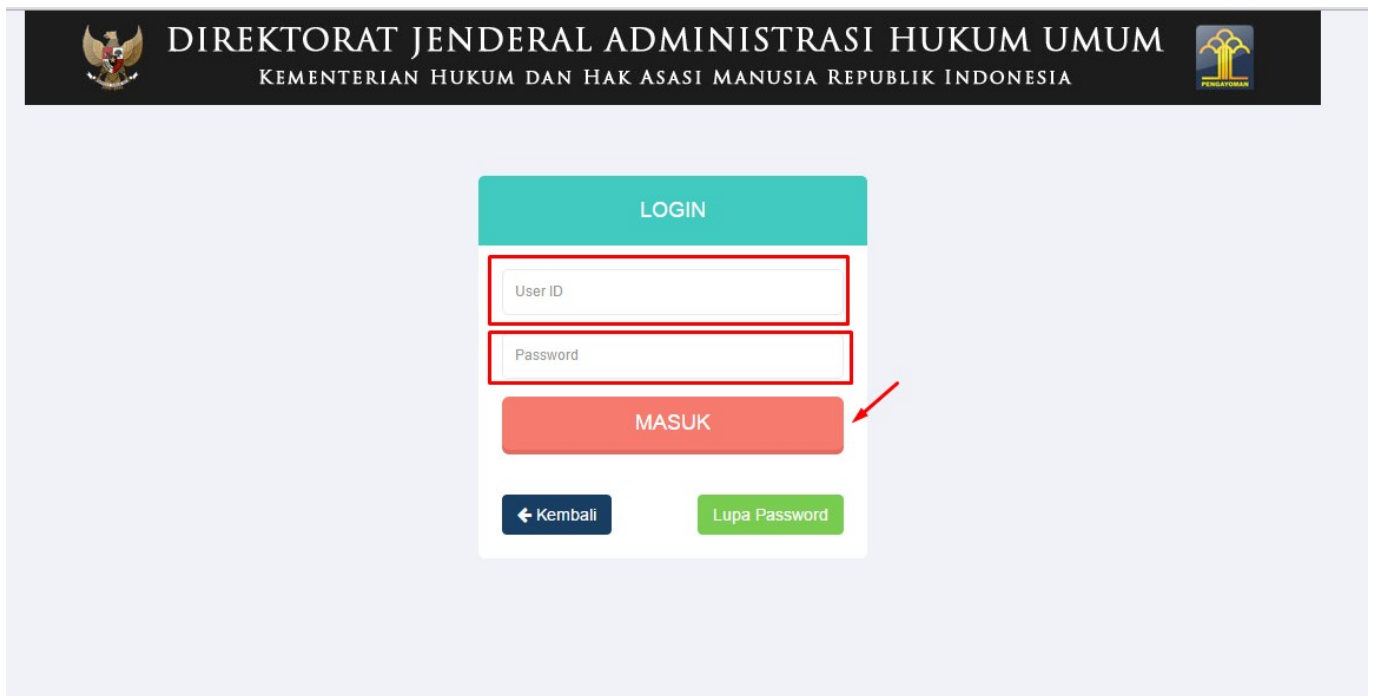 DIREKTORAT JENDERAL ADMINISTRASI HUKUM UMUM
KEMENTERIAN HUKUM DAN HAK ASASI MANUSIA REPUBLIK INDONESIA
PENGAYOMAN
LOGIN
User ID
Password
MASUK
Kembali
Lupa Password